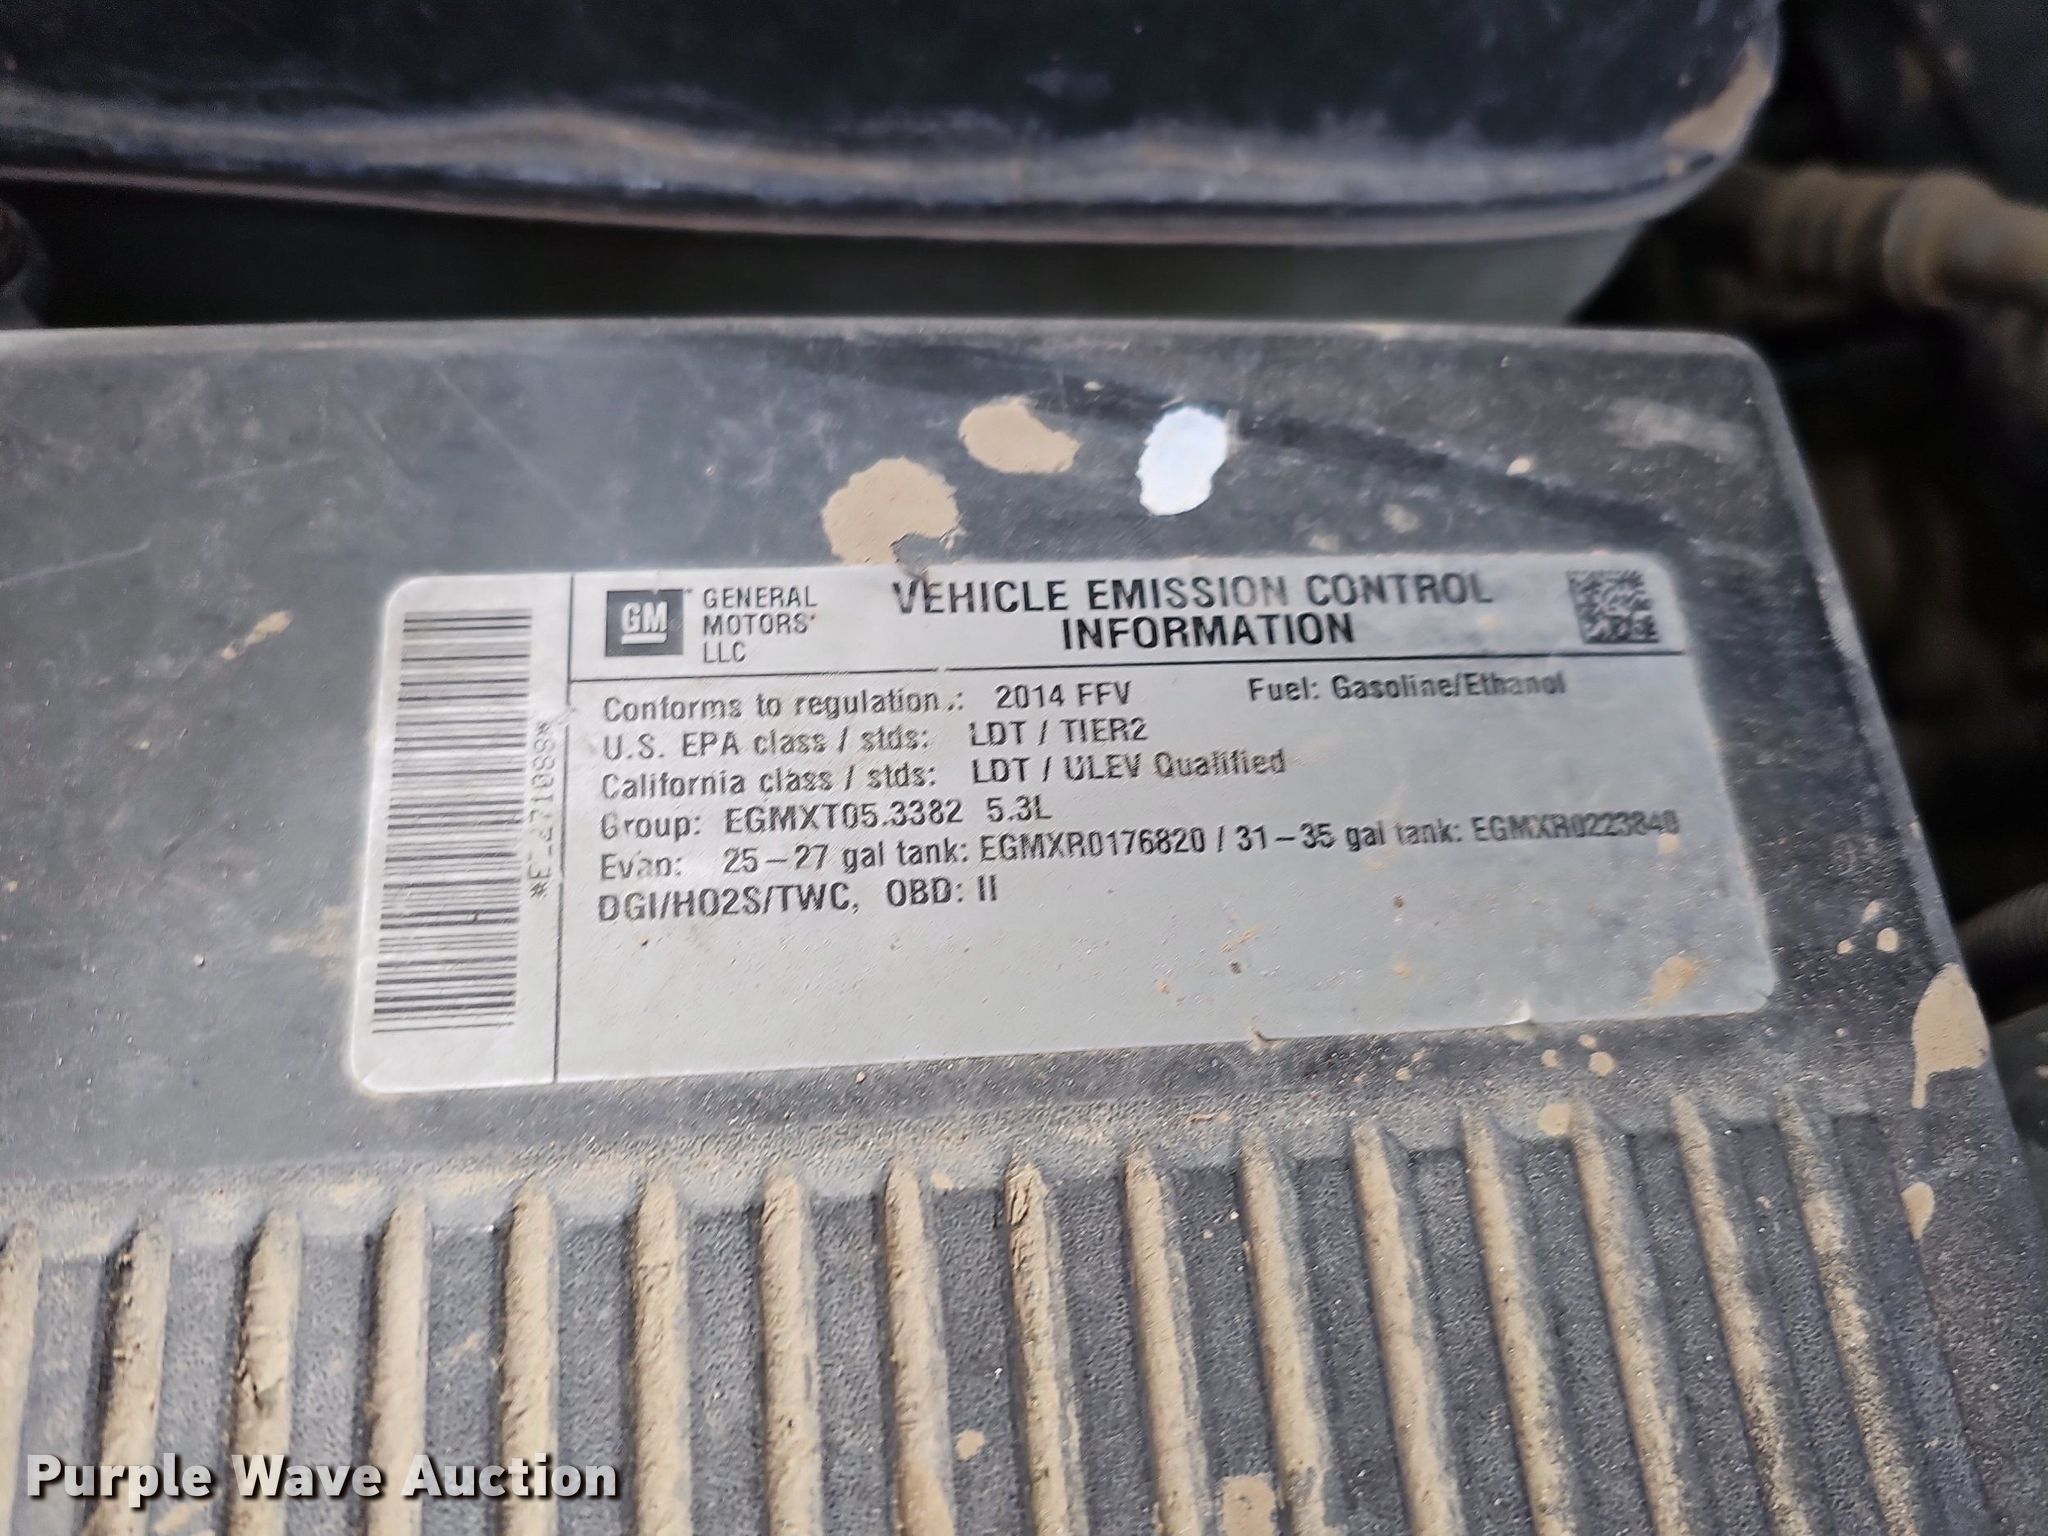 *EL271088*
GM GENERAL
MOTORS
LLC
VEHICLE EMISSION CONTROL
INFORMATION
Conforms to regulation.: 2014 FFV Fuel: Gasoline/Ethanol
U.S. EPA class / stds: LDT / TIER2
California class / stds: LDT / ULEV Qualified
Group: EGMXT05.3382 5.3L
Evap: 25-27 gal tank: EGMXR0176820 / 31-35 gal tank: EGMXR0223840
DGI/HO2S/TWC, OBD: II
Purple Wave Auction